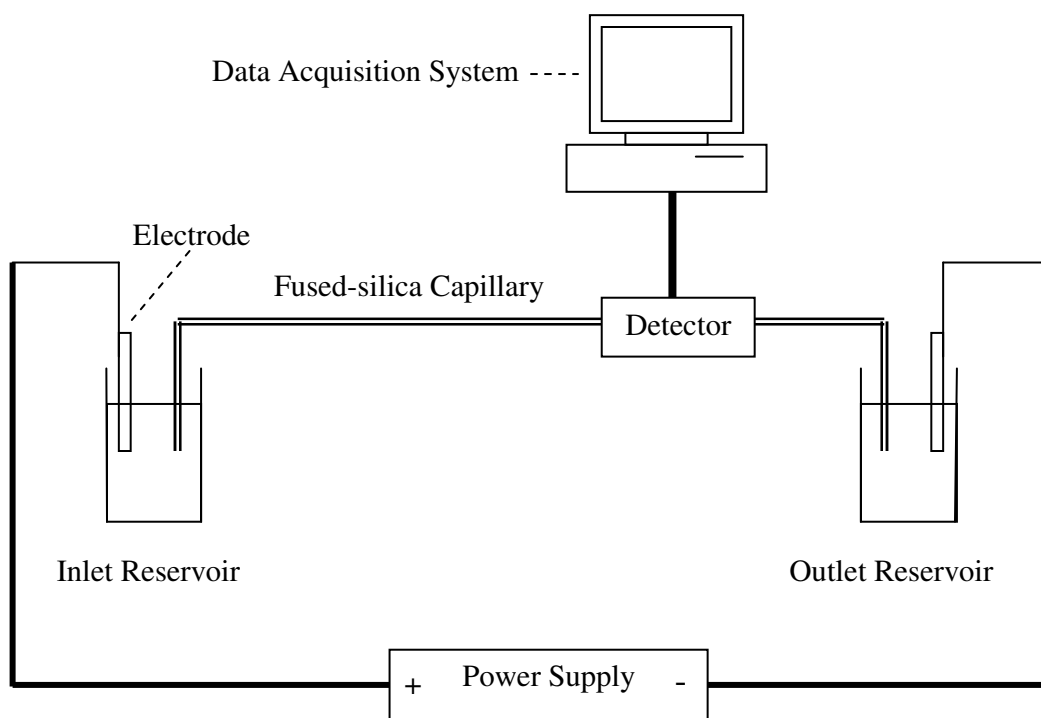 Data Acquisition System
Electrode
Fused-silica Capillary
Detector
Inlet Reservoir
Outlet Reservoir
+ Power Supply -